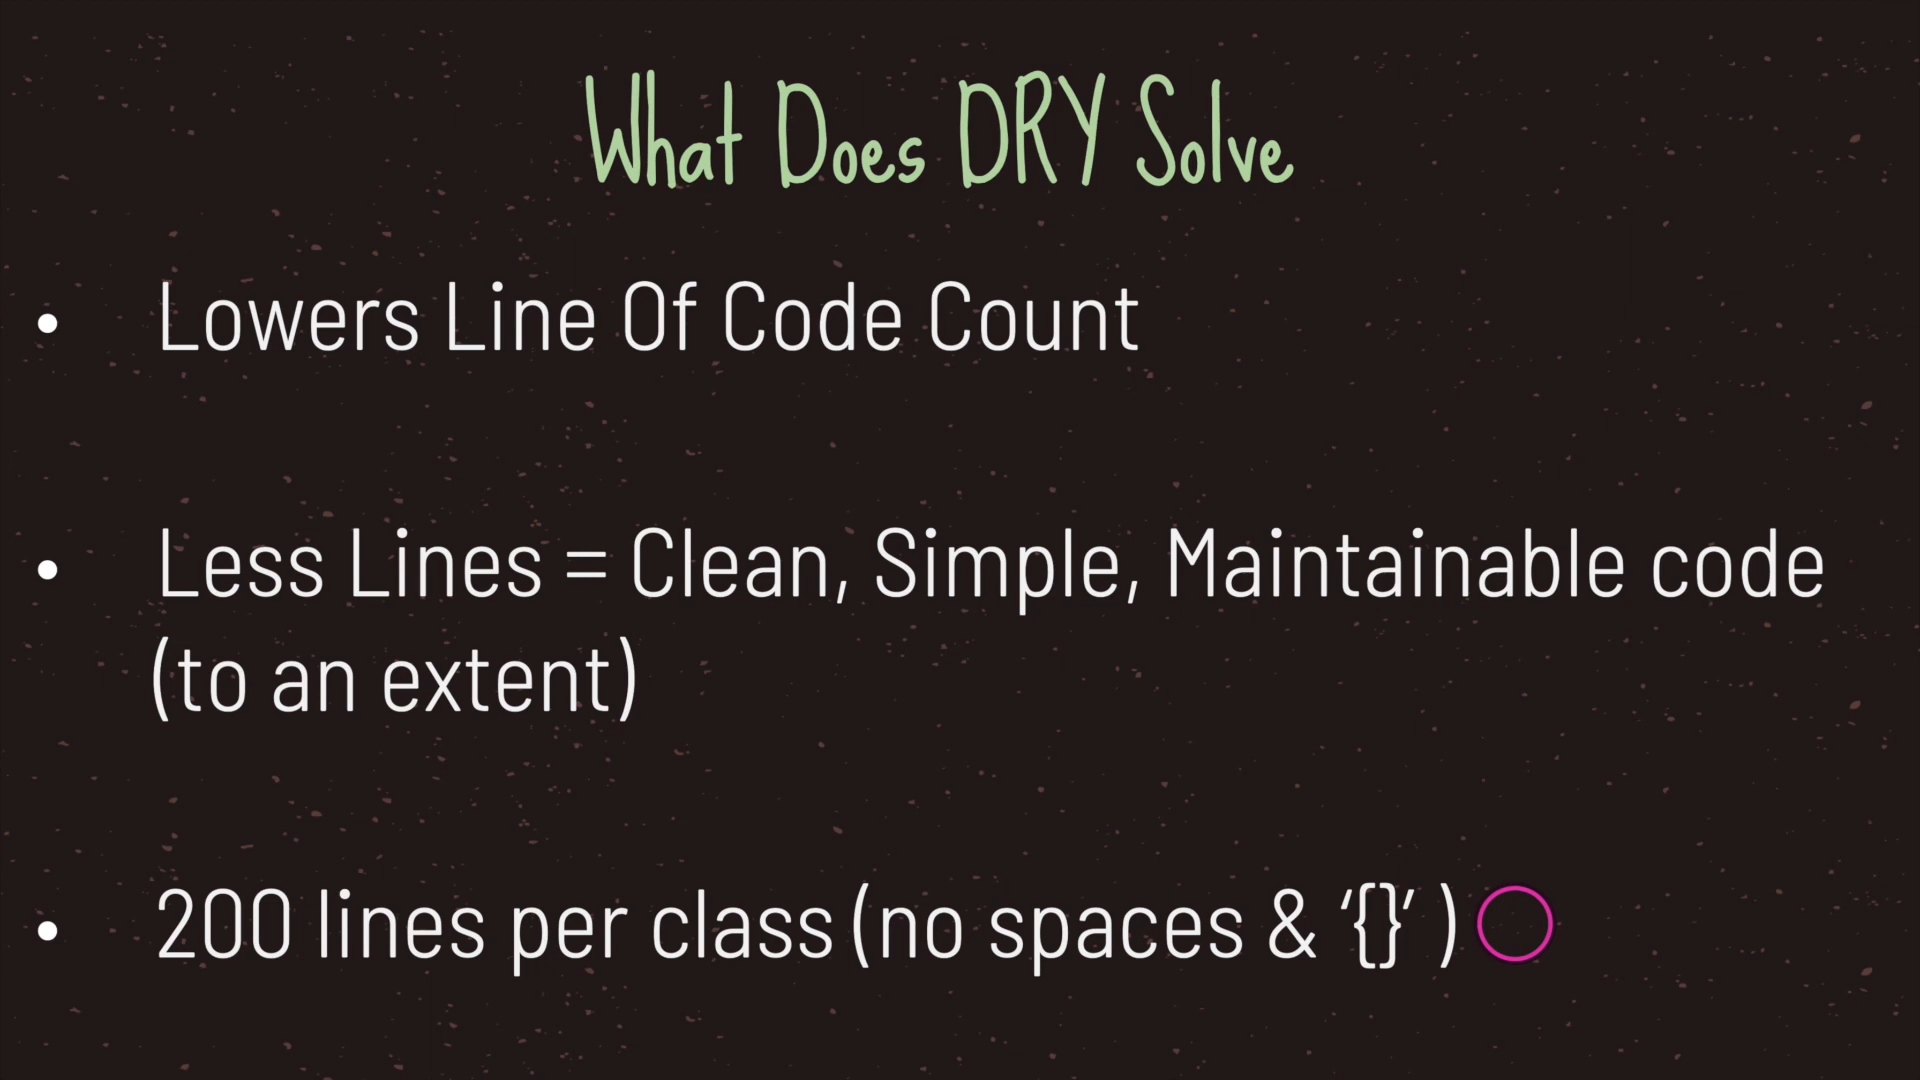 What Does DRY Solve
• Lowers Line Of Code Count
• Less Lines = Clean, Simple, Maintainable code
(to an extent)
• 200 lines per class (no spaces & ‘{}’ )